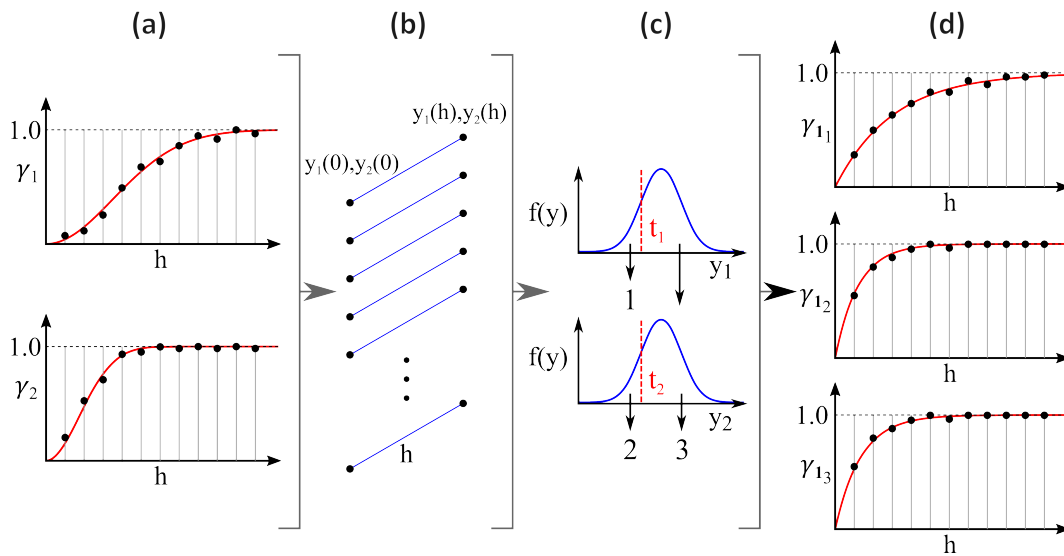 (a)
(b)
(c)
(d)
1.0
γ₁
h
1.0
γ₂
h
y₁(h),y₂(h)
y₁(0),y₂(0)
h
f(y)
t₁
y₁
1
f(y)
t₂
y₂
2
3
1.0
γ₁₁
h
1.0
γ₁₂
h
1.0
γ₁₃
h